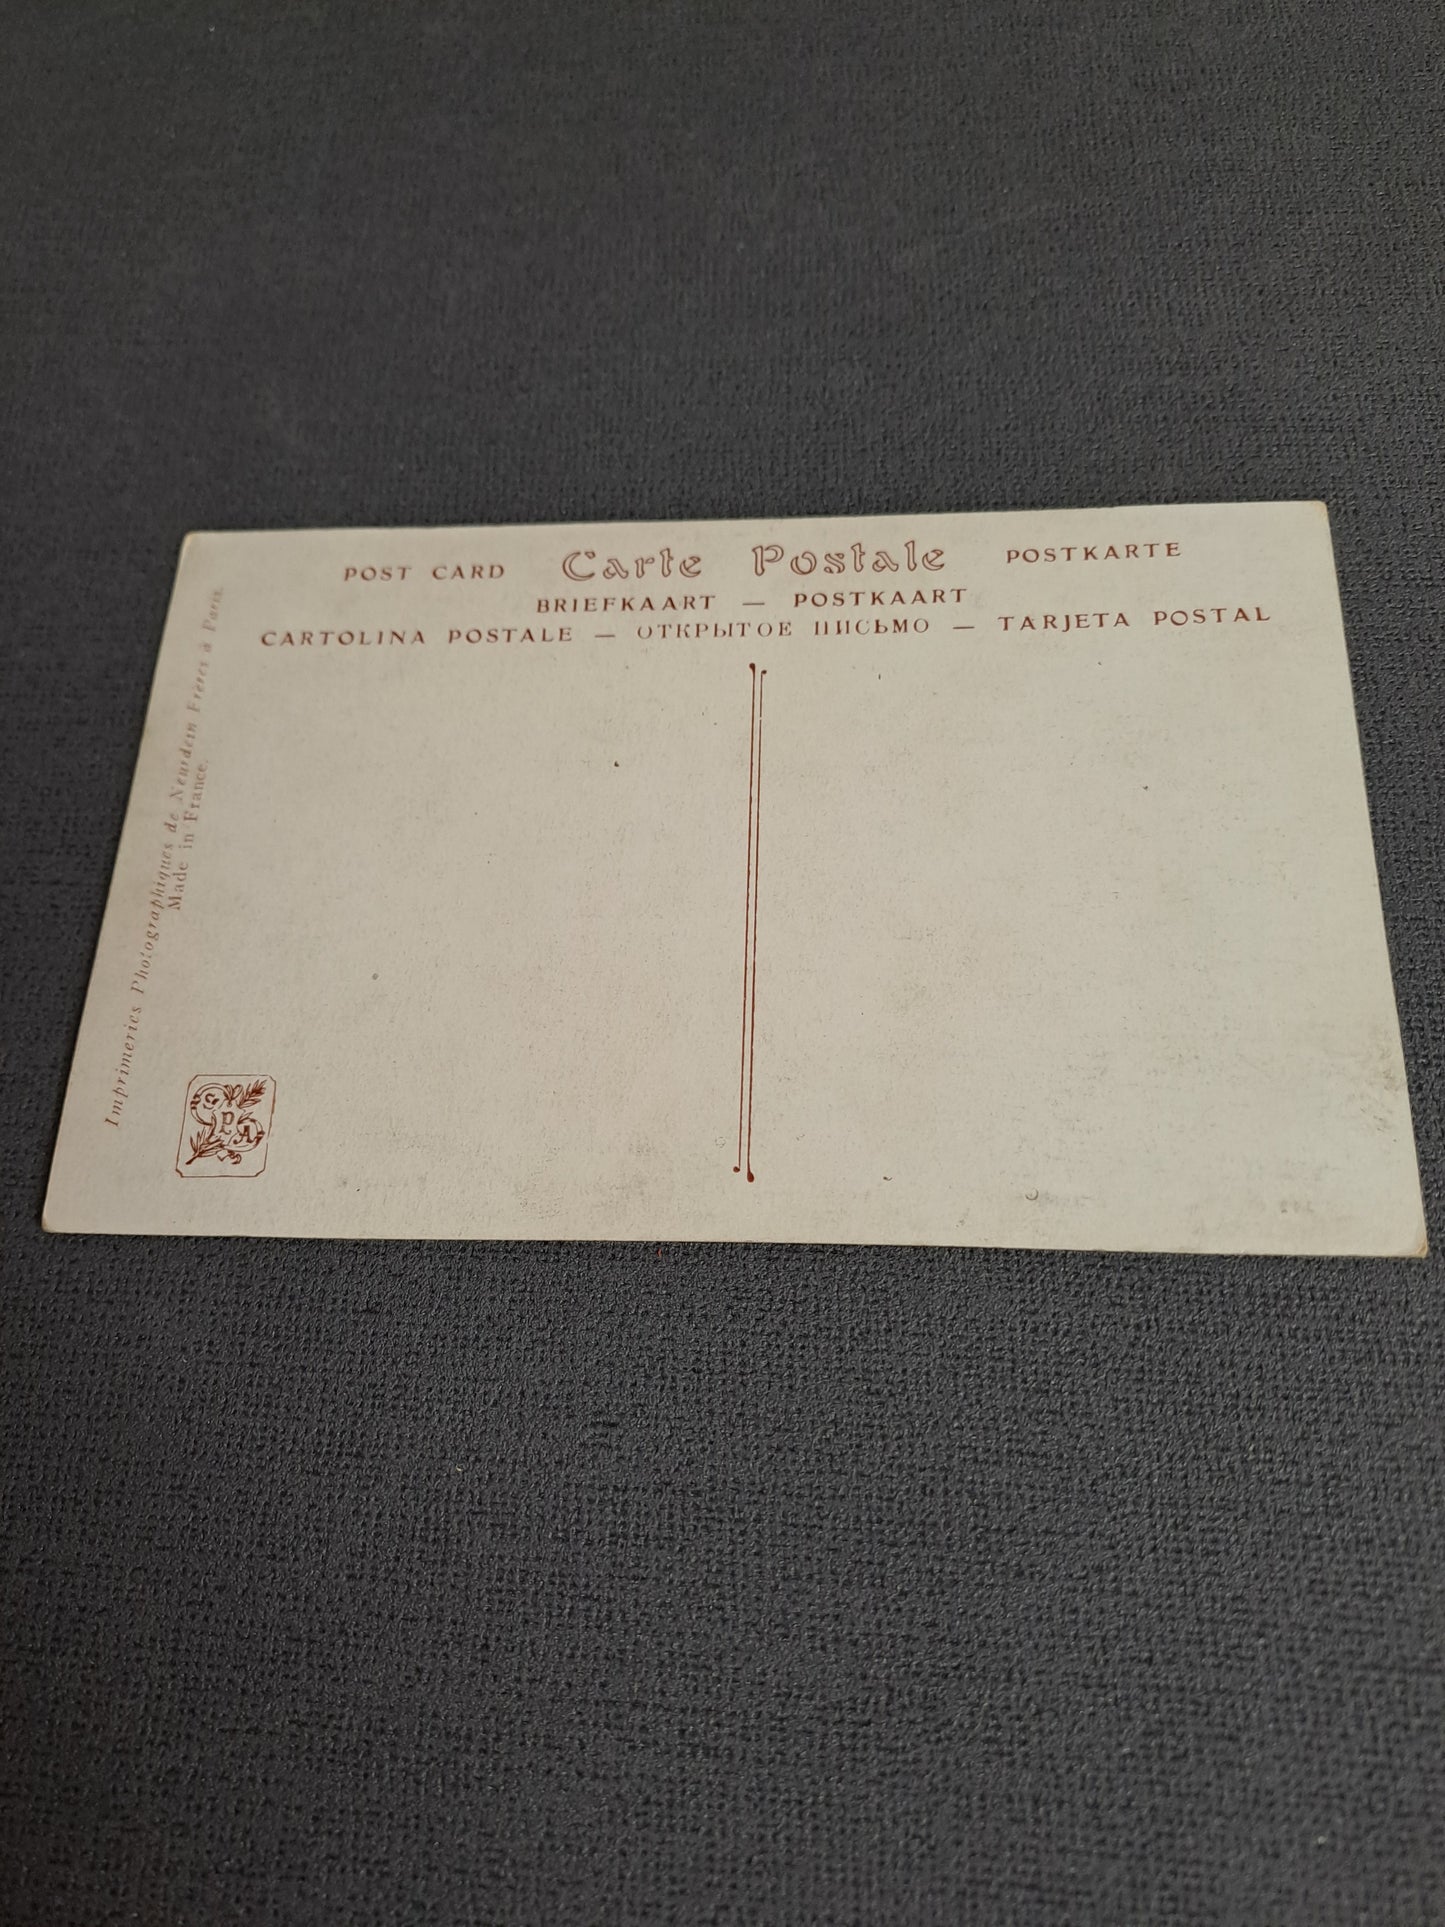 POST CARD Carte Postale POSTKARTE
BRIEFKAART — POSTKAART
CARTOLINA POSTALE — ОТКРЫТОЕ ПИСЬМО — TARJETA POSTAL
Imprimeries Photographiques de Neurdein Frères à Paris.
Made in France.
S P A